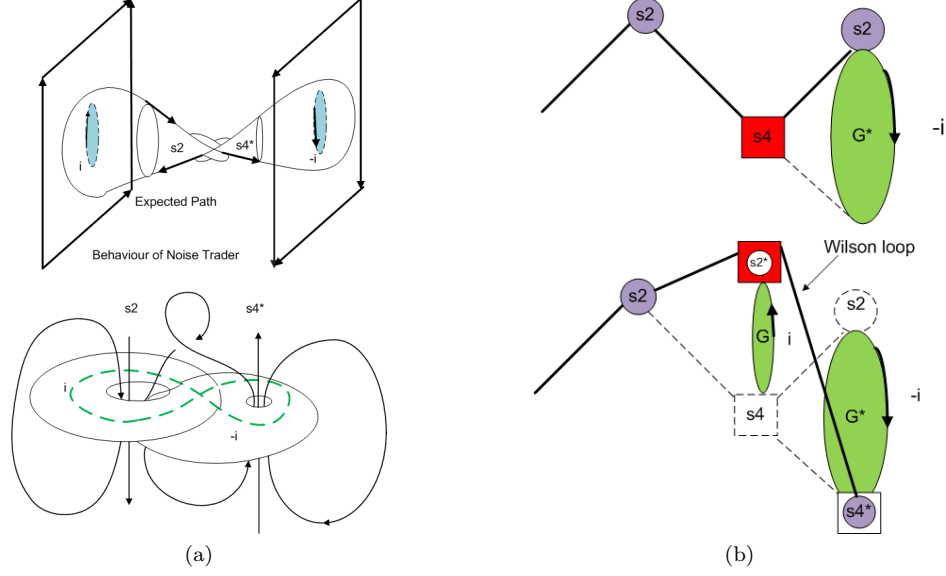 i
s2
s4*
-i
Expected Path
Behaviour of Noise Trader
s2
s4*
i
-i
(a)
s2
s2
s4
G*
-i
Wilson loop
s2*
s2
s2
G
i
-i
s4
G*
s4*
(b)